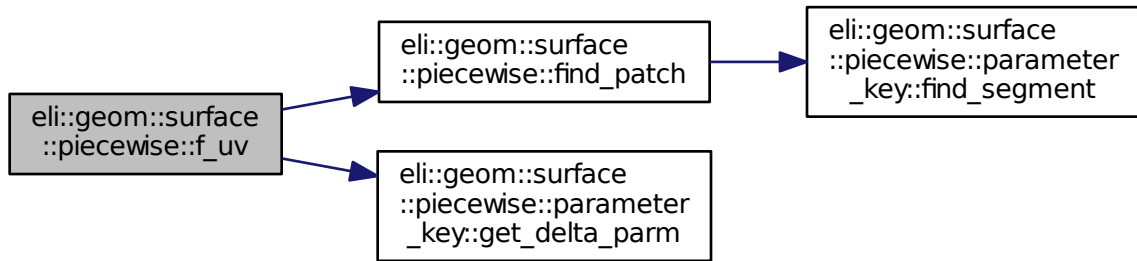 eli::geom::surface
::piecewise::f_uv
eli::geom::surface
::piecewise::find_patch
eli::geom::surface
::piecewise::parameter
_key::find_segment
eli::geom::surface
::piecewise::parameter
_key::get_delta_parm